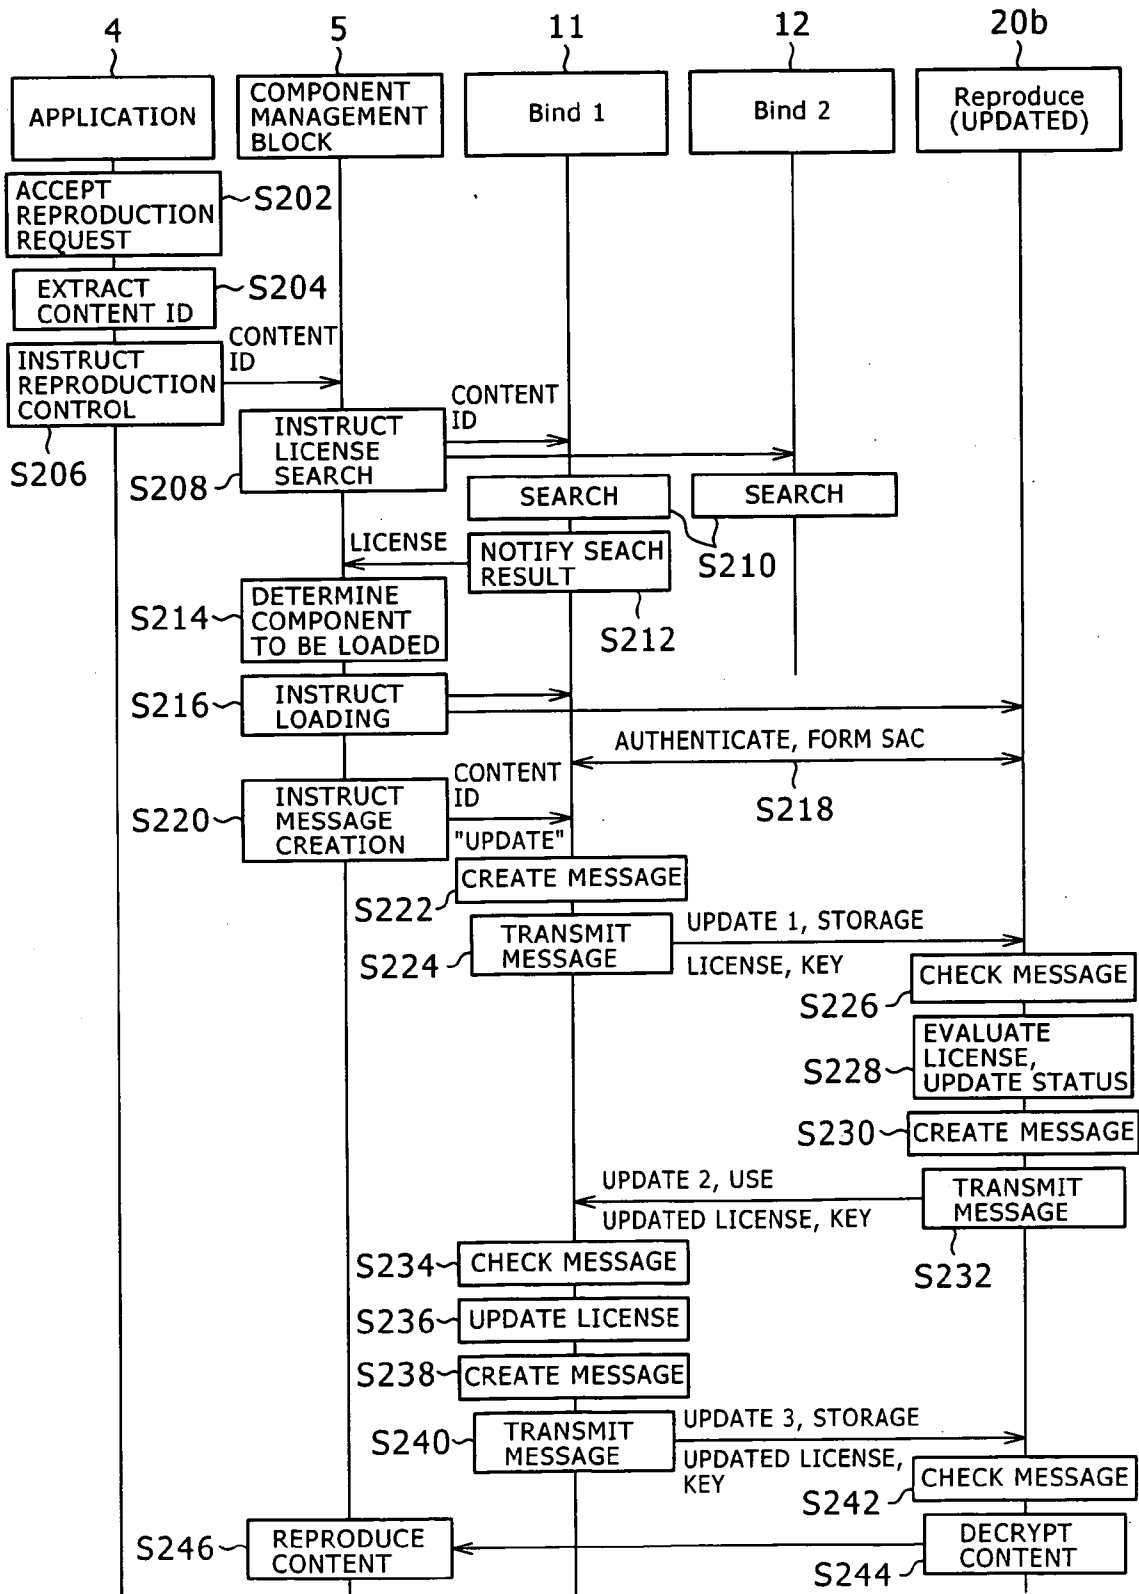 4
5
11
12
20b
APPLICATION
COMPONENT
MANAGEMENT
BLOCK
Bind 1
Bind 2
Reproduce
(UPDATED)
ACCEPT
REPRODUCTION
REQUEST
S202
EXTRACT
CONTENT ID
S204
INSTRUCT
REPRODUCTION
CONTROL
S206
CONTENT
ID
INSTRUCT
LICENSE
SEARCH
S208
CONTENT
ID
SEARCH
SEARCH
S210
LICENSE
NOTIFY SEACH
RESULT
S212
S214
DETERMINE
COMPONENT
TO BE LOADED
S216
INSTRUCT
LOADING
AUTHENTICATE, FORM SAC
S218
S220
INSTRUCT
MESSAGE
CREATION
CONTENT
ID
"UPDATE"
S222
CREATE MESSAGE
S224
TRANSMIT
MESSAGE
UPDATE 1, STORAGE
LICENSE, KEY
S226
CHECK MESSAGE
S228
EVALUATE
LICENSE,
UPDATE STATUS
S230
CREATE MESSAGE
UPDATE 2, USE
UPDATED LICENSE, KEY
TRANSMIT
MESSAGE
S232
S234
CHECK MESSAGE
S236
UPDATE LICENSE
S238
CREATE MESSAGE
S240
TRANSMIT
MESSAGE
UPDATE 3, STORAGE
UPDATED LICENSE,
KEY
S242
CHECK MESSAGE
S244
DECRYPT
CONTENT
S246
REPRODUCE
CONTENT